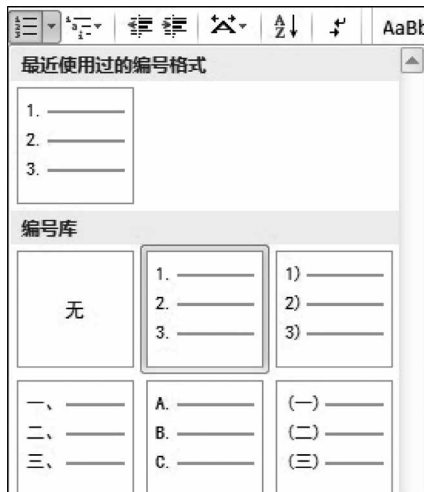 AaBb
最近使用过的编号格式
1.
2.
3.
编号库
无
1.
2.
3.
1)
2)
3)
一、
二、
三、
A.
B.
C.
(一)
(二)
(三)